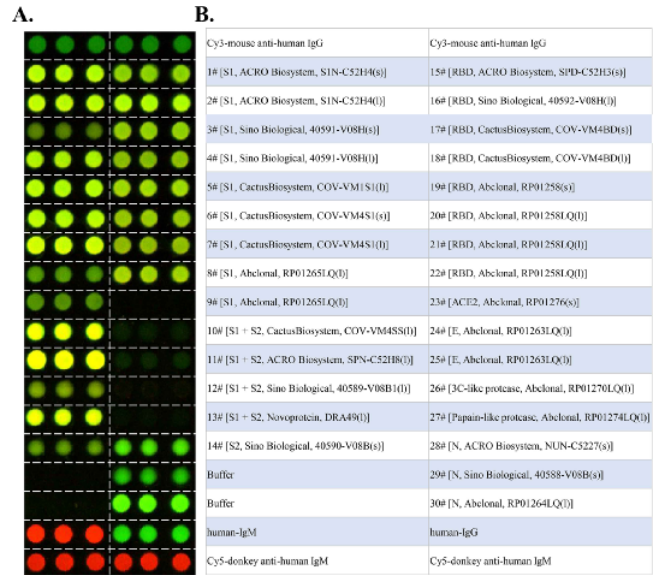 A.
B.
Cy3-mouse anti-human IgG Cy3-mouse anti-human IgG
1# [S1, ACRO Biosystem, S1N-C52H4(s)] 15# [RBD, ACRO Biosystem, SPD-C52H3(s)]
2# [S1, ACRO Biosystem, S1N-C52H4(l)] 16# [RBD, Sino Biological, 40592-V08H(l)]
3# [S1, Sino Biological, 40591-V08H(s)] 17# [RBD, CactusBiosystem, COV-VM4BD(s)]
4# [S1, Sino Biological, 40591-V08H(l)] 18# [RBD, CactusBiosystem, COV-VM4BD(l)]
5# [S1, CactusBiosystem, COV-VM1S1(l)] 19# [RBD, Abclonal, RP01258(s)]
6# [S1, CactusBiosystem, COV-VM4S1(s)] 20# [RBD, Abclonal, RP01258LQ(l)]
7# [S1, CactusBiosystem, COV-VM4S1(l)] 21# [RBD, Abclonal, RP01258LQ(l)]
8# [S1, Abclonal, RP01265LQ(l)] 22# [RBD, Abclonal, RP01258LQ(l)]
9# [S1, Abclonal, RP01265LQ(l)] 23# [ACE2, Abclonal, RP01276(s)]
10# [S1 + S2, CactusBiosystem, COV-VM4SS(l)] 24# [E, Abclonal, RP01263LQ(l)]
11# [S1 + S2, ACRO Biosystem, SPN-C52H8(l)] 25# [E, Abclonal, RP01263LQ(l)]
12# [S1 + S2, Sino Biological, 40589-V08B1(l)] 26# [3C-like protease, Abclonal, RP01270LQ(l)]
13# [S1 + S2, Novoprotein, DRA49(l)] 27# [Papain-like protease, Abclonal, RP01274LQ(l)]
14# [S2, Sino Biological, 40590-V08B(s)] 28# [N, ACRO Biosystem, NUN-C5227(s)]
Buffer 29# [N, Sino Biological, 40588-V08B(s)]
Buffer 30# [N, Abclonal, RP01264LQ(l)]
human-IgM human-IgG
Cy5-donkey anti-human IgM Cy5-donkey anti-human IgM